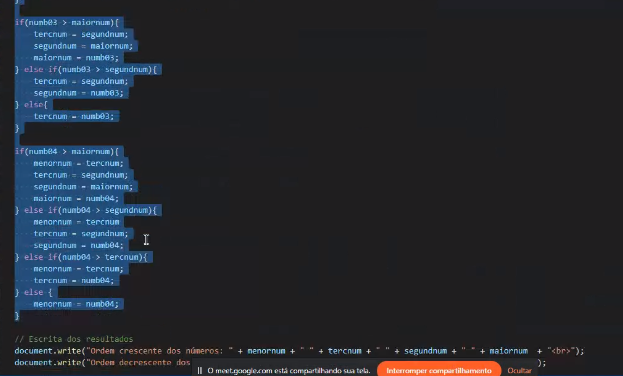 }
if(numb03 > maiornum){
tercnum = segundnum;
segundnum = maiornum;
maiornum = numb03;
} else if(numb03 > segundnum){
tercnum = segundnum;
segundnum = numb03;
} else{
tercnum = numb03;
}
if(numb04 > maiornum){
menornum = tercnum;
tercnum = segundnum;
segundnum = maiornum;
maiornum = numb04;
} else if(numb04 > segundnum){
menornum = tercnum
tercnum = segundnum;
segundnum = numb04;
} else if(numb04 > tercnum){
menornum = tercnum;
tercnum = numb04;
} else {
menornum = numb04;
}
// Escrita dos resultados
document.write("Ordem crescente dos números: " + menornum + " " + tercnum + " " + segundnum + " " + maiornum + "<br>");
document.write("Ordem decrescente dos );
O meet.google.com está compartilhando sua tela. Interromper compartilhamento Ocultar